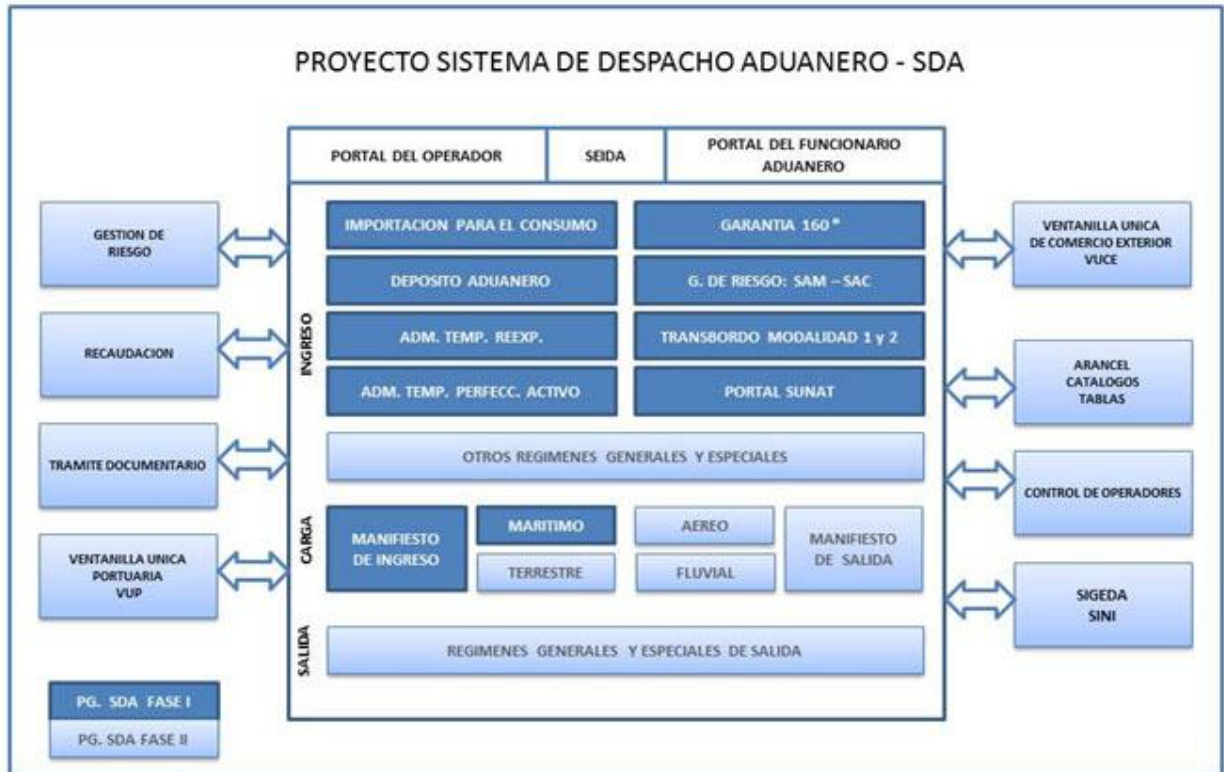 PROYECTO SISTEMA DE DESPACHO ADUANERO - SDA
PORTAL DEL OPERADOR
SEIDA
PORTAL DEL FUNCIONARIO
ADUANERO
GESTION DE
RIESGO
RECAUDACION
TRAMITE DOCUMENTARIO
VENTANILLA UNICA
PORTUARIA
VUP
INGRESO
IMPORTACION PARA EL CONSUMO
GARANTIA 160°
DEPOSITO ADUANERO
G. DE RIESGO: SAM – SAC
ADM. TEMP. REEXP.
TRANSBORDO MODALIDAD 1 y 2
ADM. TEMP. PERFECC. ACTIVO
PORTAL SUNAT
OTROS REGIMENES GENERALES Y ESPECIALES
CARGA
MANIFIESTO
DE INGRESO
MARITIMO
TERRESTRE
AEREO
FLUVIAL
MANIFIESTO
DE SALIDA
SALIDA
REGIMENES GENERALES Y ESPECIALES DE SALIDA
VENTANILLA UNICA
DE COMERCIO EXTERIOR
VUCE
ARANCEL
CATALOGOS
TABLAS
CONTROL DE OPERADORES
SIGEDA
SINI
PG. SDA FASE I
PG. SDA FASE II